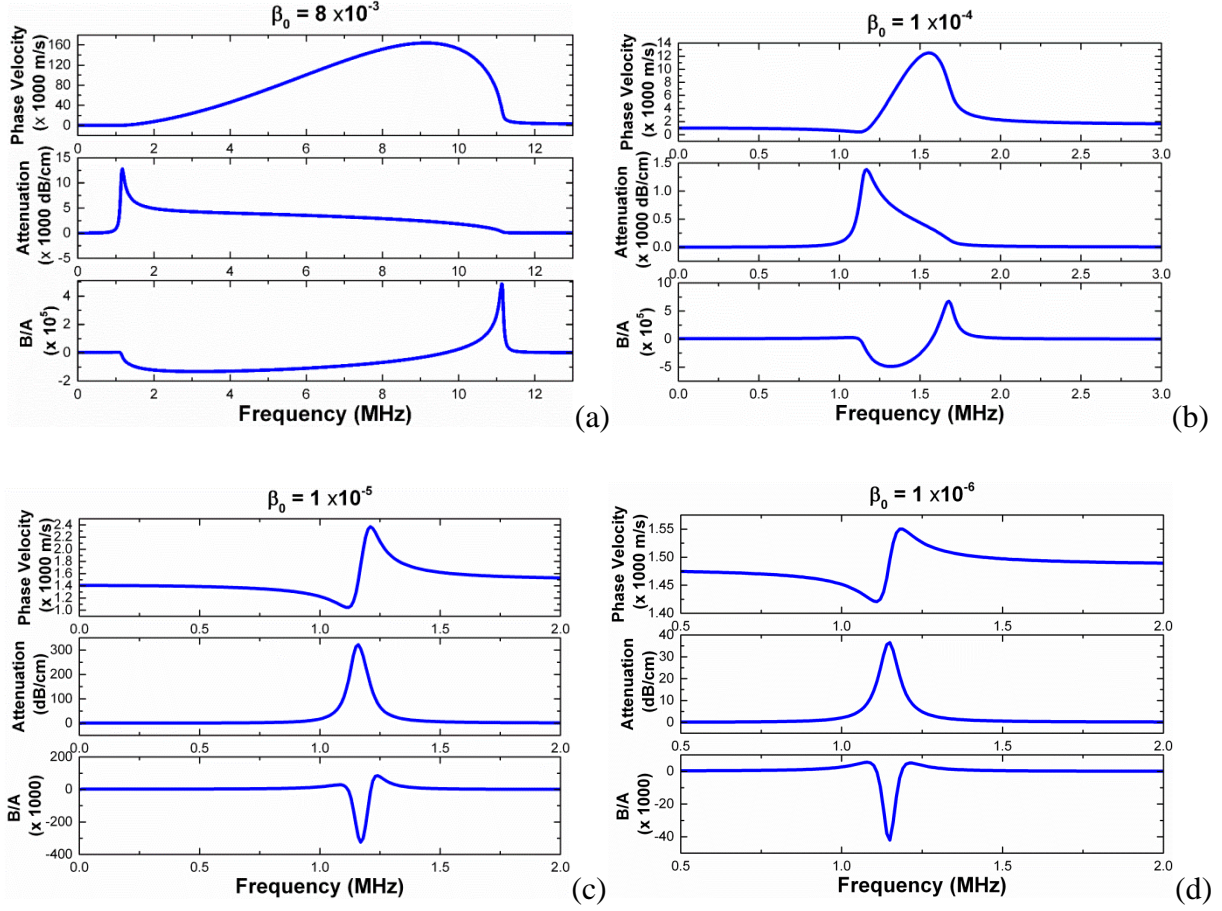 β₀ = 8 x10⁻³
Phase Velocity
(x 1000 m/s)
160
120
80
40
0
0 2 4 6 8 10 12
Attenuation
(x 1000 dB/cm)
15
10
5
0
-5
0 2 4 6 8 10 12
B/A
(x 10⁵)
4
2
0
-2
0 2 4 6 8 10 12
Frequency (MHz)
(a)
β₀ = 1 x10⁻⁴
Phase Velocity
(x 1000 m/s)
14
12
10
8
6
4
2
0
0.0 0.5 1.0 1.5 2.0 2.5 3.0
Attenuation
(x 1000 dB/cm)
1.5
1.0
0.5
0.0
0.0 0.5 1.0 1.5 2.0 2.5 3.0
B/A
(x 10⁵)
10
5
0
-5
0.0 0.5 1.0 1.5 2.0 2.5 3.0
Frequency (MHz)
(b)
β₀ = 1 x10⁻⁵
Phase Velocity
(x 1000 m/s)
2.4
2.2
2.0
1.8
1.6
1.4
1.2
1.0
0.0 0.5 1.0 1.5 2.0
Attenuation
(dB/cm)
300
200
100
0
0.0 0.5 1.0 1.5 2.0
B/A
(x 1000)
200
0
-200
-400
0.0 0.5 1.0 1.5 2.0
Frequency (MHz)
(c)
β₀ = 1 x10⁻⁶
Phase Velocity
(x 1000 m/s)
1.55
1.50
1.45
1.40
0.5 1.0 1.5 2.0
Attenuation
(dB/cm)
40
30
20
10
0
0.5 1.0 1.5 2.0
B/A
(x 1000)
0
-20
-40
0.5 1.0 1.5 2.0
Frequency (MHz)
(d)